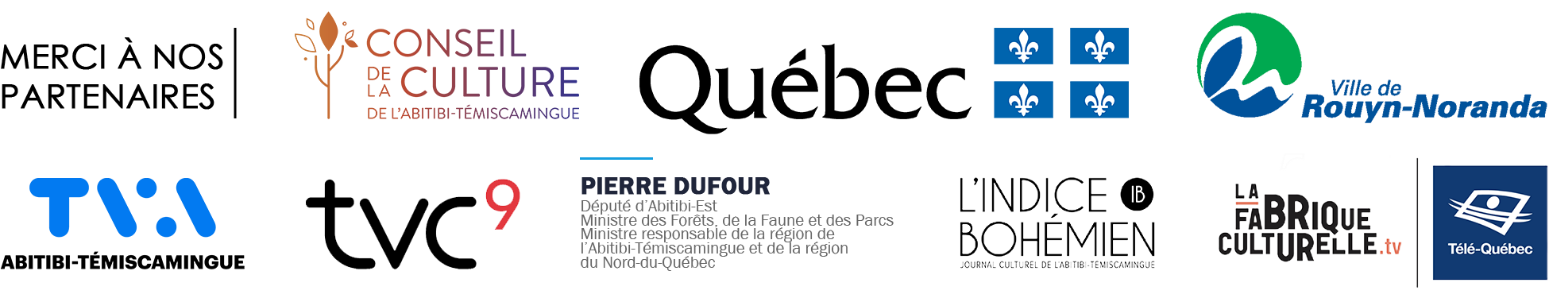 MERCI À NOS
PARTENAIRES
CONSEIL
DE LA CULTURE
DE L'ABITIBI-TÉMISCAMINGUE
Québec
Ville de
Rouyn-Noranda
TVA
ABITIBI-TÉMISCAMINGUE
tvc9
PIERRE DUFOUR
Député d'Abitibi-Est
Ministre des Forêts, de la Faune et des Parcs
Ministre responsable de la région de
l'Abitibi-Témiscamingue et de la région
du Nord-du-Québec
L'INDICE IB
BOHÉMIEN
JOURNAL CULTUREL DE L'ABITIBI-TÉMISCAMINGUE
LA
FABRIQUE
CULTURELLE.tv
Télé-Québec